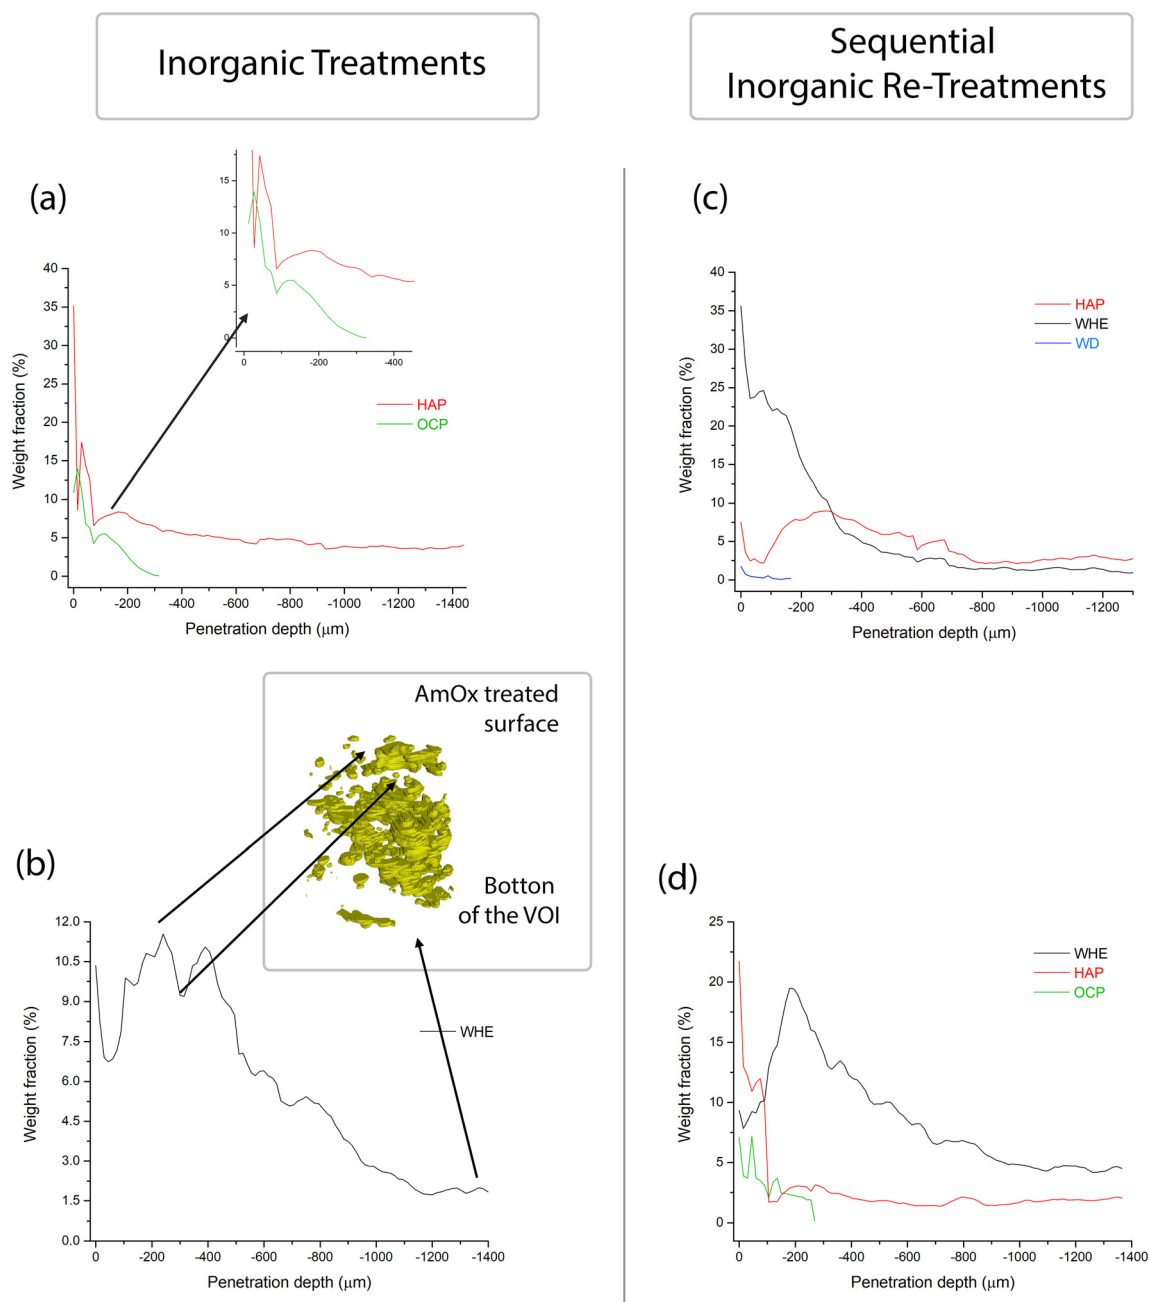 Inorganic Treatments
Sequential
Inorganic Re-Treatments
(a)
15
10
5
0
0
-200
-400
40
35
30
25
20
15
10
5
0
Weight fraction (%)
HAP
OCP
0
-200
-400
-600
-800
-1000
-1200
-1400
Penetration depth (μm)
(c)
40
35
30
25
20
15
10
5
0
Weight fraction (%)
HAP
WHE
WD
0
-200
-400
-600
-800
-1000
-1200
Penetration depth (μm)
AmOx treated
surface
Botton
of the VOI
(b)
12.0
10.5
9.0
7.5
6.0
4.5
3.0
1.5
0.0
Weight fraction (%)
WHE
0
-200
-400
-600
-800
-1000
-1200
-1400
Penetration depth (μm)
(d)
25
20
15
10
5
0
Weight fraction (%)
WHE
HAP
OCP
0
-200
-400
-600
-800
-1000
-1200
-1400
Penetration depth (μm)